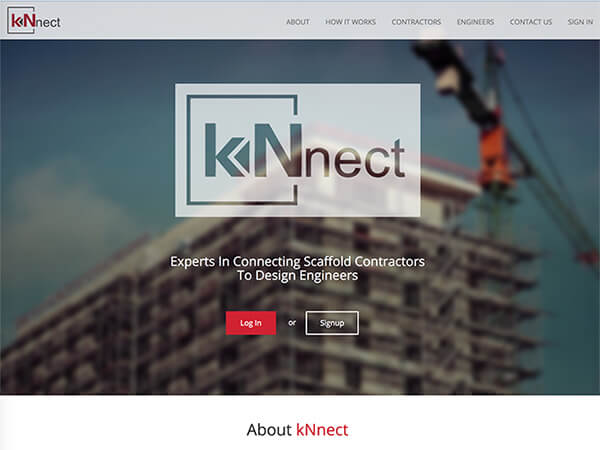 kNnect
ABOUT HOW IT WORKS CONTRACTORS ENGINEERS CONTACT US SIGN IN
kNnect
Experts In Connecting Scaffold Contractors
To Design Engineers
Log In or Signup
About kNnect